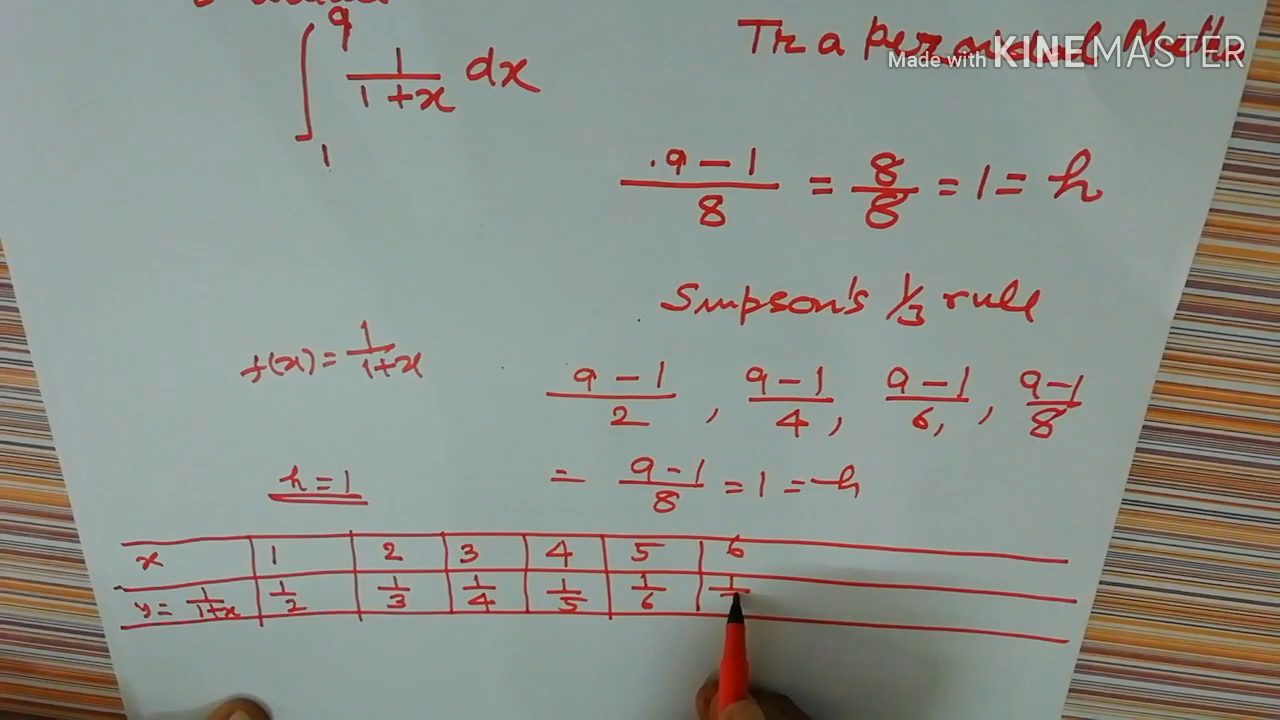 ∫₁⁹ 1/(1+x) dx
Made with KINEMASTER
9-1/8 = 8/8 = 1 = h
Simpson's 1/3 rule
f(x) = 1/(1+x)
9-1/2 , 9-1/4 , 9-1/6 , 9-1/8
h = 1
= 9-1/8 = 1 = h
x 1 2 3 4 5 6
y = 1/(1+x) 1/2 1/3 1/4 1/5 1/6